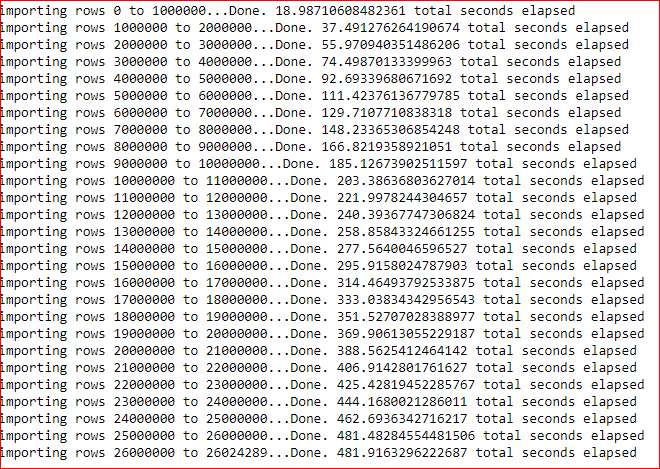 importing rows 0 to 1000000...Done. 18.98710608482361 total seconds elapsed
importing rows 1000000 to 2000000...Done. 37.491276264190674 total seconds elapsed
importing rows 2000000 to 3000000...Done. 55.970940351486206 total seconds elapsed
importing rows 3000000 to 4000000...Done. 74.49870133399963 total seconds elapsed
importing rows 4000000 to 5000000...Done. 92.69339680671692 total seconds elapsed
importing rows 5000000 to 6000000...Done. 111.42376136779785 total seconds elapsed
importing rows 6000000 to 7000000...Done. 129.7107710838318 total seconds elapsed
importing rows 7000000 to 8000000...Done. 148.23365306854248 total seconds elapsed
importing rows 8000000 to 9000000...Done. 166.8219358921051 total seconds elapsed
importing rows 9000000 to 10000000...Done. 185.12673902511597 total seconds elapsed
importing rows 10000000 to 11000000...Done. 203.38636803627014 total seconds elapsed
importing rows 11000000 to 12000000...Done. 221.9978244304657 total seconds elapsed
importing rows 12000000 to 13000000...Done. 240.39367747306824 total seconds elapsed
importing rows 13000000 to 14000000...Done. 258.85843324661255 total seconds elapsed
importing rows 14000000 to 15000000...Done. 277.5640046596527 total seconds elapsed
importing rows 15000000 to 16000000...Done. 295.9158024787903 total seconds elapsed
importing rows 16000000 to 17000000...Done. 314.46493792533875 total seconds elapsed
importing rows 17000000 to 18000000...Done. 333.03834342956543 total seconds elapsed
importing rows 18000000 to 19000000...Done. 351.52707028388977 total seconds elapsed
importing rows 19000000 to 20000000...Done. 369.90613055229187 total seconds elapsed
importing rows 20000000 to 21000000...Done. 388.5625412464142 total seconds elapsed
importing rows 21000000 to 22000000...Done. 406.9142801761627 total seconds elapsed
importing rows 22000000 to 23000000...Done. 425.42819452285767 total seconds elapsed
importing rows 23000000 to 24000000...Done. 444.1680021286011 total seconds elapsed
importing rows 24000000 to 25000000...Done. 462.6936342716217 total seconds elapsed
importing rows 25000000 to 26000000...Done. 481.48284554481506 total seconds elapsed
importing rows 26000000 to 26024289...Done. 481.9163296222687 total seconds elapsed